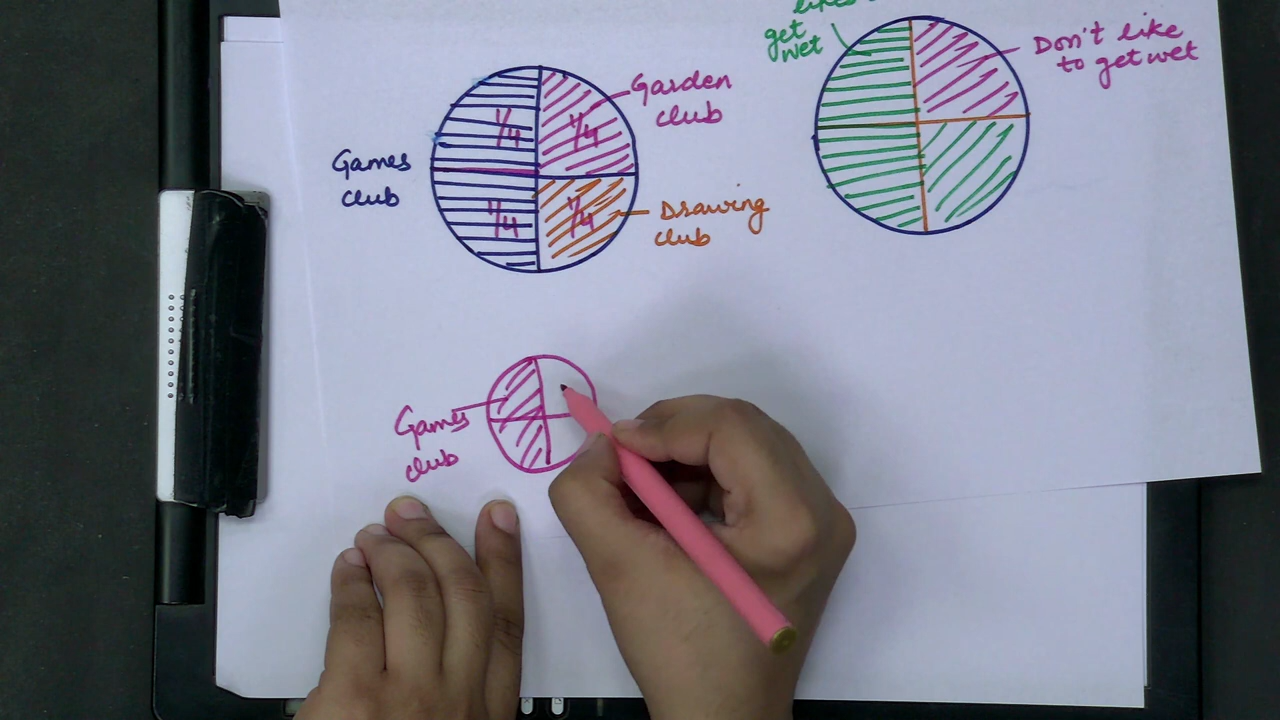 likes
get
wet
Don't like
to get wet
Garden
club
Games
club
1/4
1/4
1/4
1/4
Drawing
club
Games
club